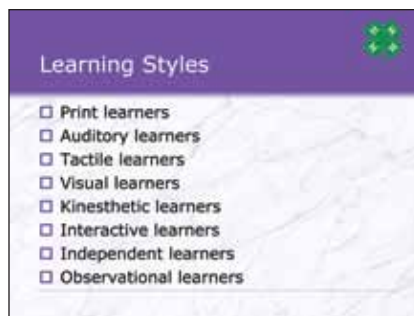 Learning Styles
Print learners
Auditory learners
Tactile learners
Visual learners
Kinesthetic learners
Interactive learners
Independent learners
Observational learners